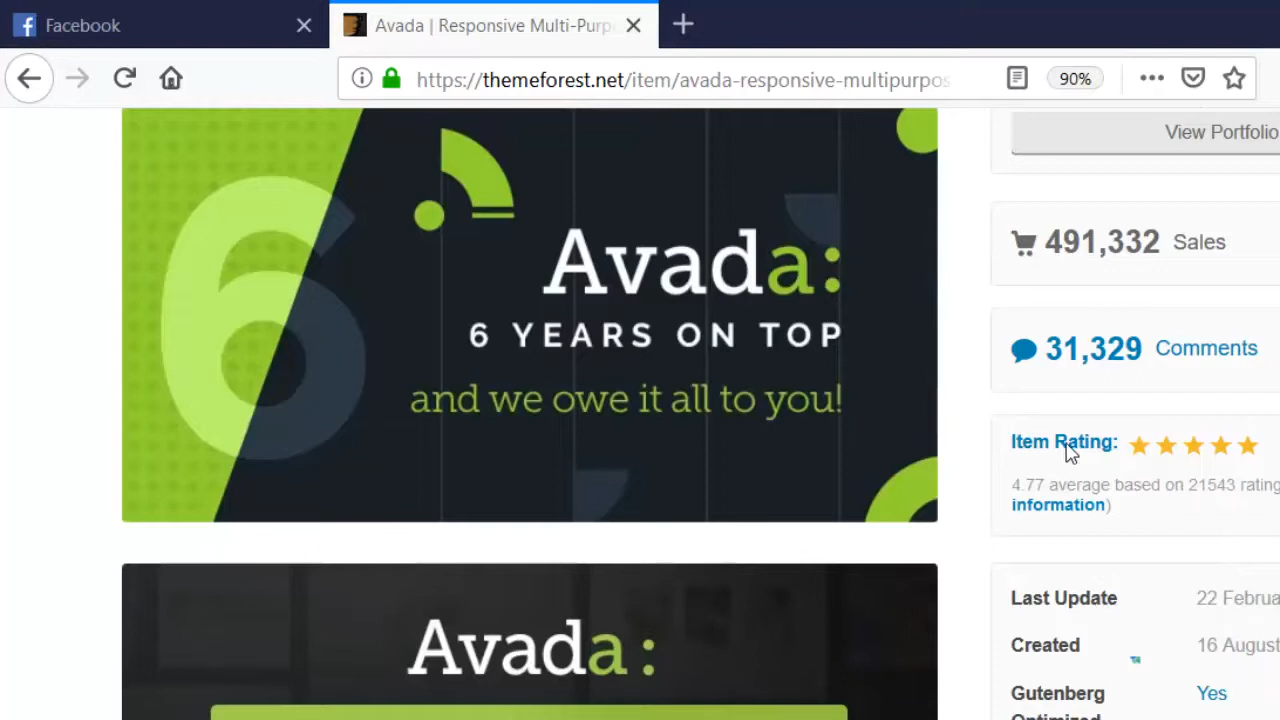 Facebook
Avada | Responsive Multi-Purp
https://themeforest.net/item/avada-responsive-multipurpos
90%
View Portfolio
6
Avada:
6 YEARS ON TOP
and we owe it all to you!
491,332 Sales
31,329 Comments
Item Rating:
4.77 average based on 21543 rating
information)
Last Update 22 Februa
Created 16 August
Gutenberg Yes
Optimized
Avada: